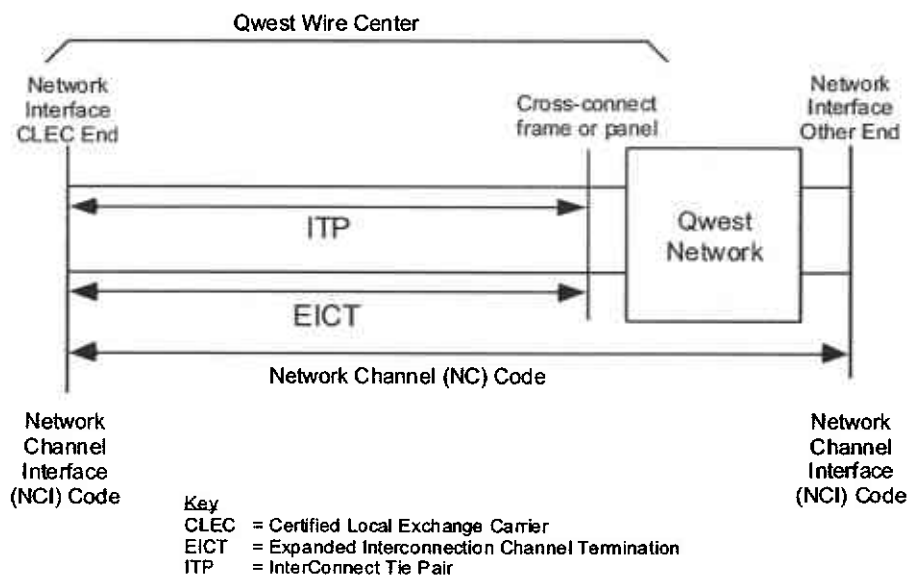 Qwest Wire Center
Network
Interface
CLEC End
Cross-connect
frame or panel
Network
Interface
Other End
ITP
Qwest
Network
EICT
Network Channel (NC) Code
Network
Channel
Interface
(NCI) Code
Network
Channel
Interface
(NCI) Code
Key
CLEC = Certified Local Exchange Carrier
EICT = Expanded Interconnection Channel Termination
ITP = InterConnect Tie Pair